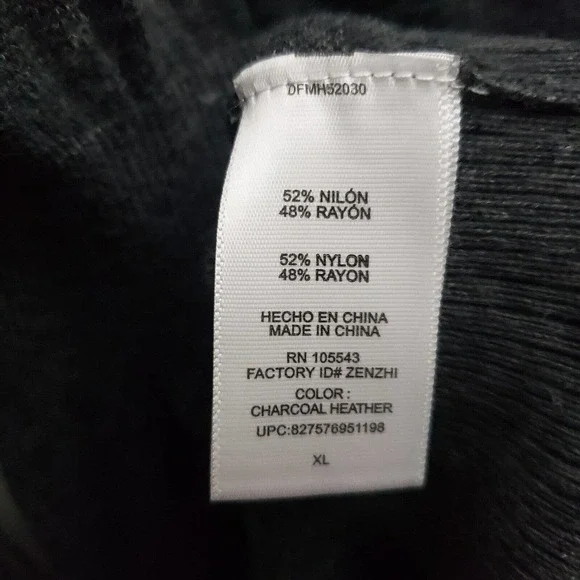 DFMH52030
52% NILÓN
48% RAYÓN
52% NYLON
48% RAYON
HECHO EN CHINA
MADE IN CHINA
RN 105543
FACTORY ID# ZENZHI
COLOR :
CHARCOAL HEATHER
UPC:827576951198
XL